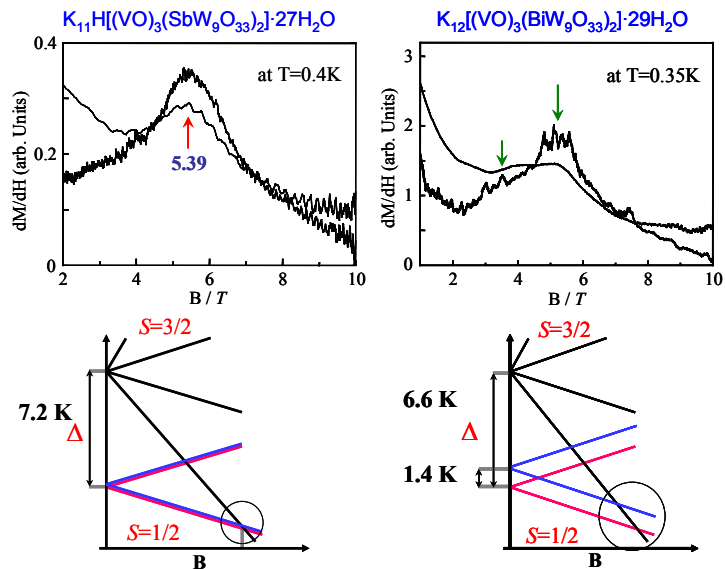 K₁₁H[(VO)₃(SbW₉O₃₃)₂]·27H₂O
0.4
0.2
0.0
dM/dH (arb. Units)
at T=0.4K
5.39
2 4 6 8 10
B / T
K₁₂[(VO)₃(BiW₉O₃₃)₂]·29H₂O
3
2
1
0
dM/dH (arb. Units)
at T=0.35K
2 4 6 8 10
B / T
S=3/2
7.2 K
Δ
S=1/2
B
S=3/2
6.6 K
Δ
1.4 K
S=1/2
B